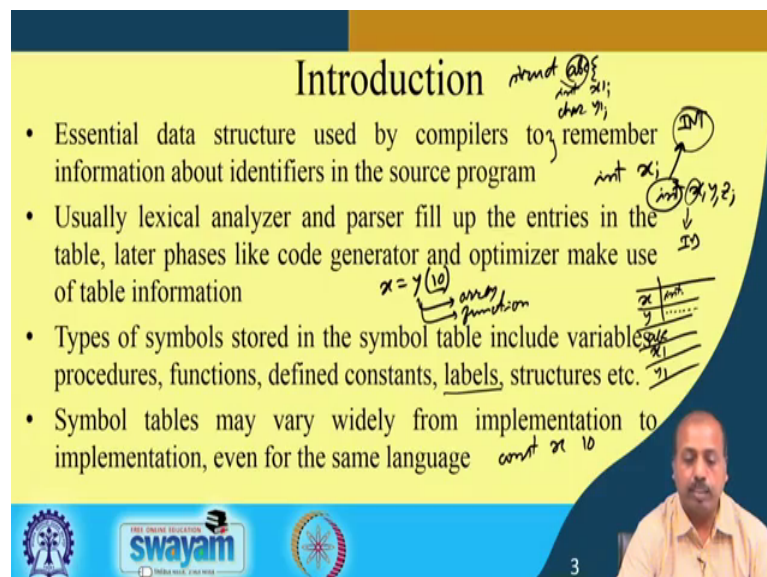 Introduction
struct abc{
int x1;
char y1;
}
• Essential data structure used by compilers to remember
information about identifiers in the source program
INT
int x;
int x,y,z;
ID
• Usually lexical analyzer and parser fill up the entries in the
table, later phases like code generator and optimizer make use
of table information
x = y(10)
array
function
x int
y ......
• Types of symbols stored in the symbol table include variables,
procedures, functions, defined constants, labels, structures etc.
x1
y1
• Symbol tables may vary widely from implementation to
implementation, even for the same language
const x 10
FREE ONLINE EDUCATION
swayam
3